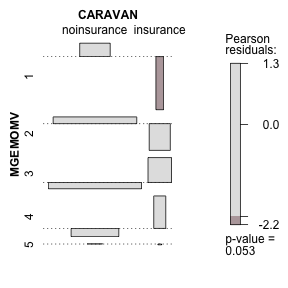 CARAVAN
noinsurance insurance
MGEMOMV
1
2
3
4
5
Pearson
residuals:
1.3
0.0
-2.2
p-value =
0.053